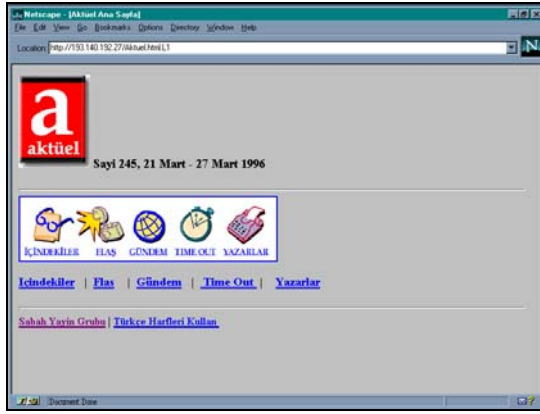 Netscape - [Aktüel Ana Sayfa]
File Edit View Go Bookmarks Options Directory Window Help
Location: http://193.140.192.27/Aktuel.html.L1
N
a
aktüel
Sayi 245, 21 Mart - 27 Mart 1996
İÇİNDEKİLER FLAŞ GÜNDEM TIME OUT YAZARLAR
Icindekiler | Flas | Gündem | Time Out | Yazarlar
Sabah Yayin Grubu | Türkce Harfleri Kullan
Document: Done